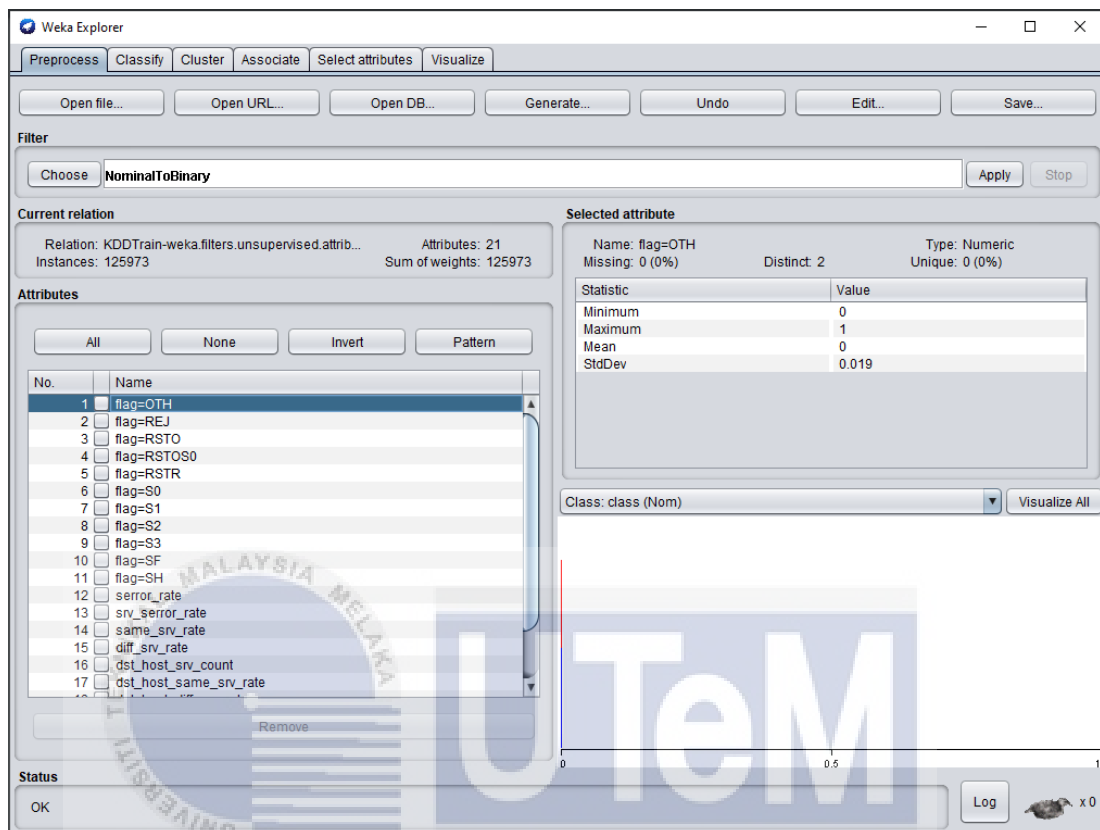 Weka Explorer
Preprocess Classify Cluster Associate Select attributes Visualize
Open file... Open URL... Open DB... Generate... Undo Edit... Save...
Filter
Choose NominalToBinary Apply Stop
Current relation
Relation: KDDTrain-weka.filters.unsupervised.attrib... Attributes: 21
Instances: 125973 Sum of weights: 125973
Attributes
All None Invert Pattern
No. Name
1 flag=OTH
2 flag=REJ
3 flag=RSTO
4 flag=RSTOS0
5 flag=RSTR
6 flag=S0
7 flag=S1
8 flag=S2
9 flag=S3
10 flag=SF
11 flag=SH
12 serror_rate
13 srv_serror_rate
14 same_srv_rate
15 diff_srv_rate
16 dst_host_srv_count
17 dst_host_same_srv_rate
Remove
Selected attribute
Name: flag=OTH Type: Numeric
Missing: 0 (0%) Distinct: 2 Unique: 0 (0%)
Statistic Value
Minimum 0
Maximum 1
Mean 0
StdDev 0.019
Class: class (Nom) Visualize All
0 0.5 1
Status
OK
Log x 0
UNIVERSITI TEKNIKAL MALAYSIA MELAKA
UTeM